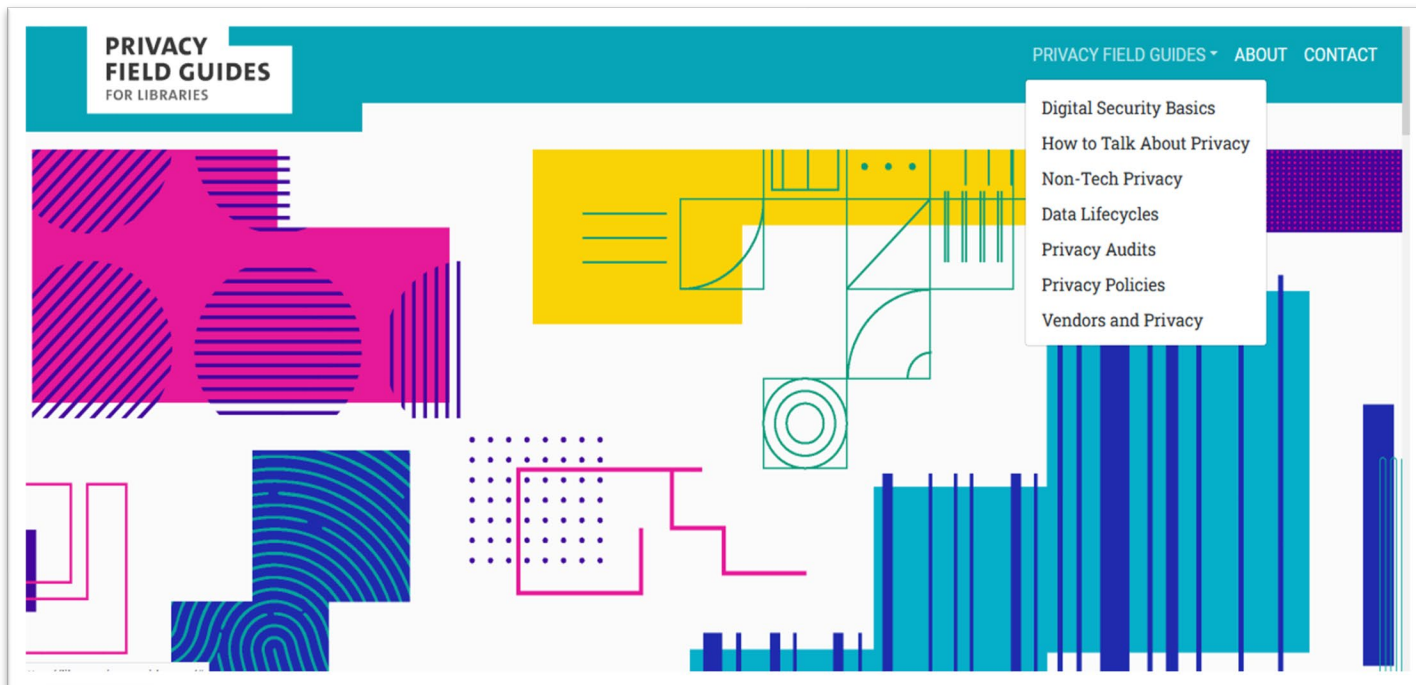 PRIVACY
FIELD GUIDES
FOR LIBRARIES
PRIVACY FIELD GUIDES ABOUT CONTACT
Digital Security Basics
How to Talk About Privacy
Non-Tech Privacy
Data Lifecycles
Privacy Audits
Privacy Policies
Vendors and Privacy